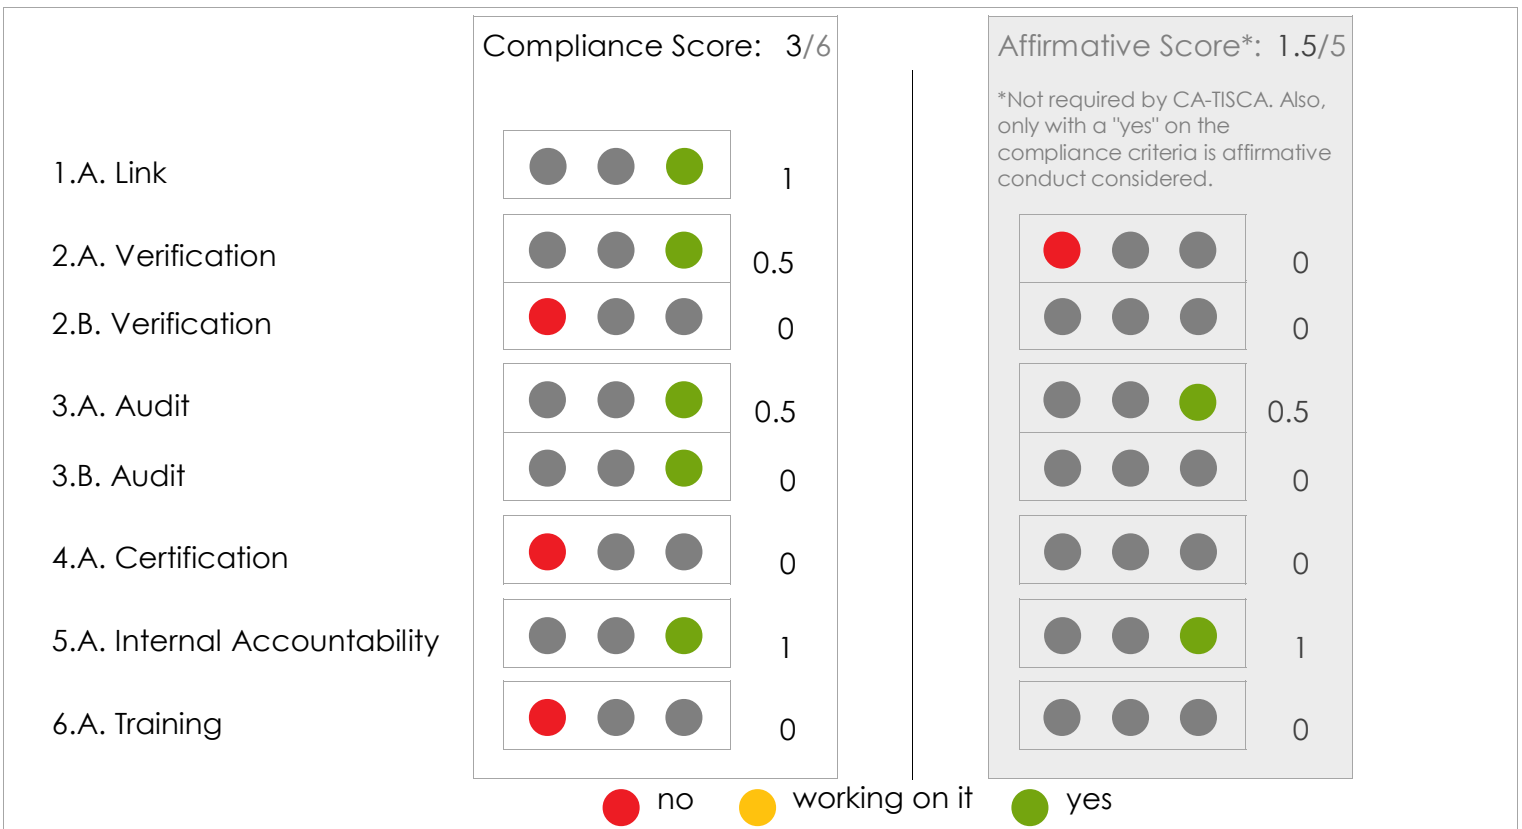 Compliance Score: 3/6
Affirmative Score*: 1.5/5
*Not required by CA-TISCA. Also,
only with a "yes" on the
compliance criteria is affirmative
conduct considered.
1.A. Link 1
2.A. Verification 0.5 0
2.B. Verification 0 0
3.A. Audit 0.5 0.5
3.B. Audit 0 0
4.A. Certification 0 0
5.A. Internal Accountability 1 1
6.A. Training 0 0
no working on it yes